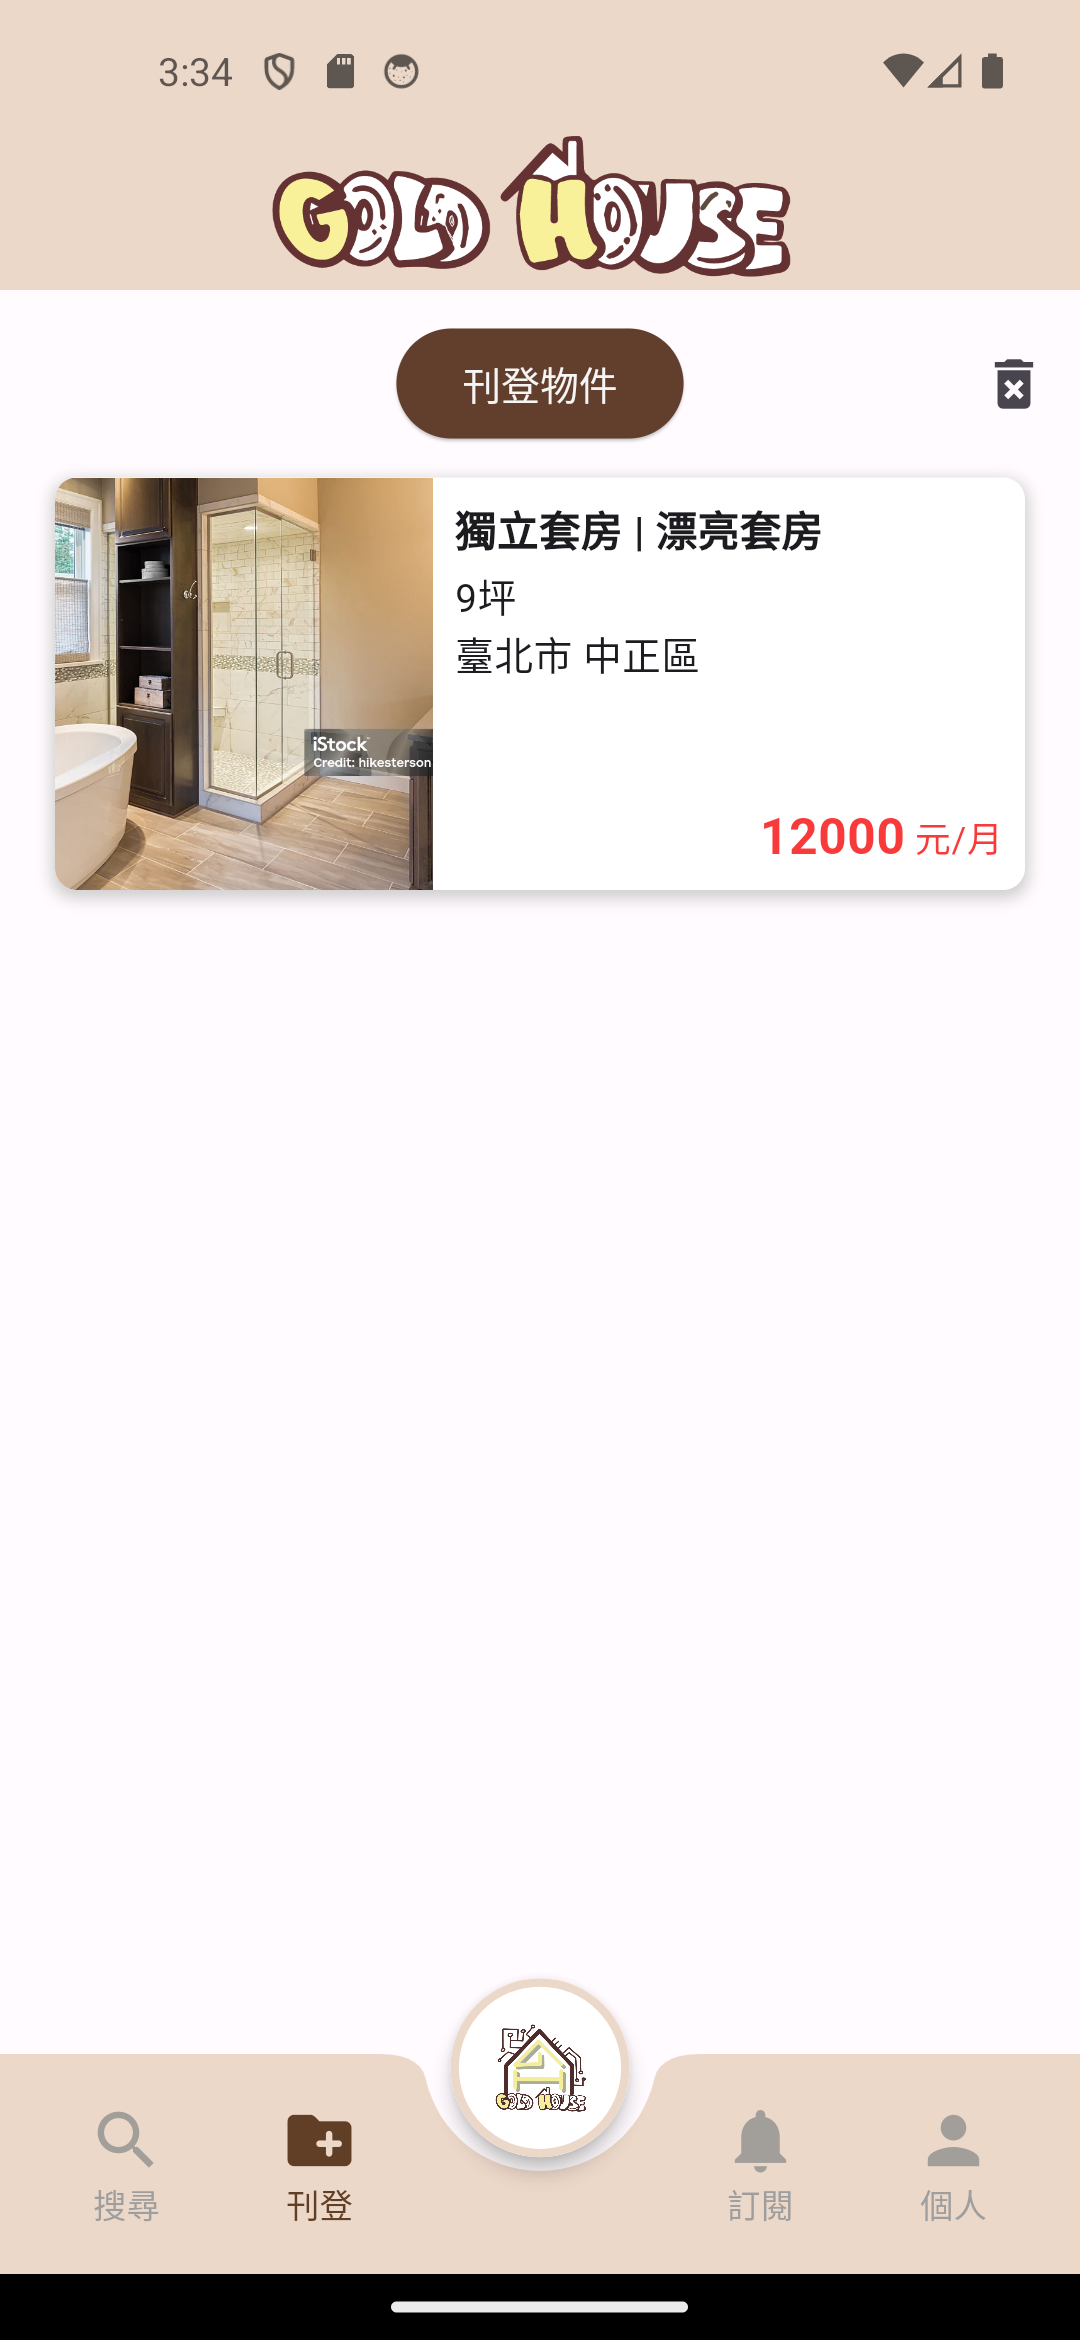 3:34
GOLD HOUSE
刊登物件
獨立套房 | 漂亮套房
9坪
臺北市 中正區
iStock
Credit: hikesterson
12000 元/月
GOLD HOUSE
搜尋
刊登
訂閱
個人